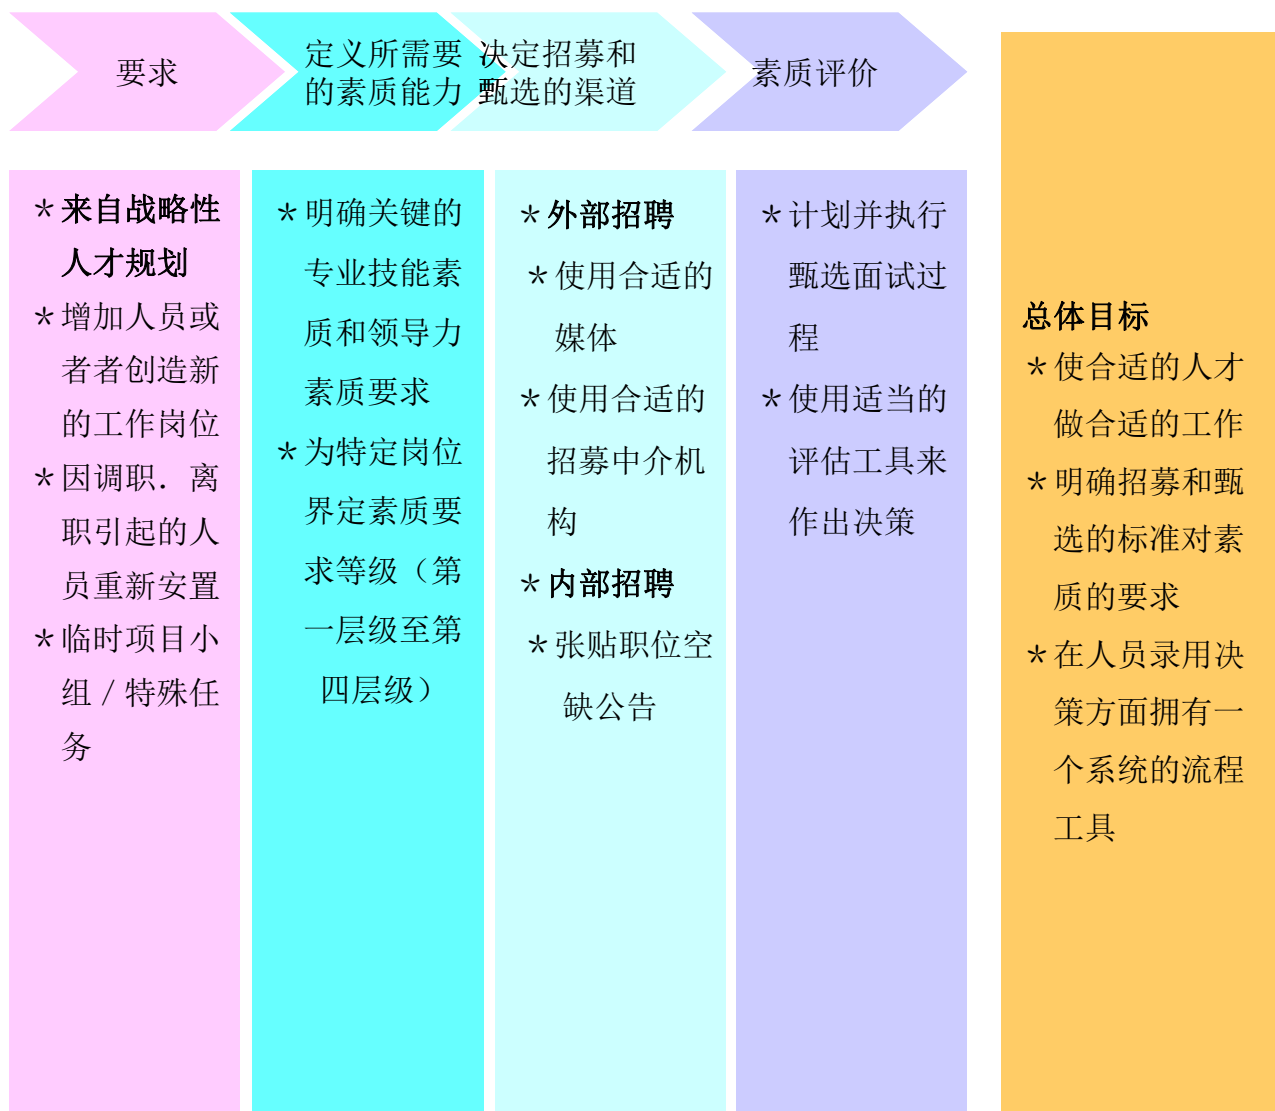 要求
定义所需要
的素质能力
决定招募和
甄选的渠道
素质评价
＊来自战略性
人才规划
＊增加人员或
者者创造新
的工作岗位
＊因调职．离
职引起的人
员重新安置
＊临时项目小
组／特殊任
务
＊明确关键的
专业技能素
质和领导力
素质要求
＊为特定岗位
界定素质要
求等级（第
一层级至第
四层级）
＊外部招聘
＊使用合适的
媒体
＊使用合适的
招募中介机
构
＊内部招聘
＊张贴职位空
缺公告
＊计划并执行
甄选面试过
程
＊使用适当的
评估工具来
作出决策
总体目标
＊使合适的人才
做合适的工作
＊明确招募和甄
选的标准对素
质的要求
＊在人员录用决
策方面拥有一
个系统的流程
工具